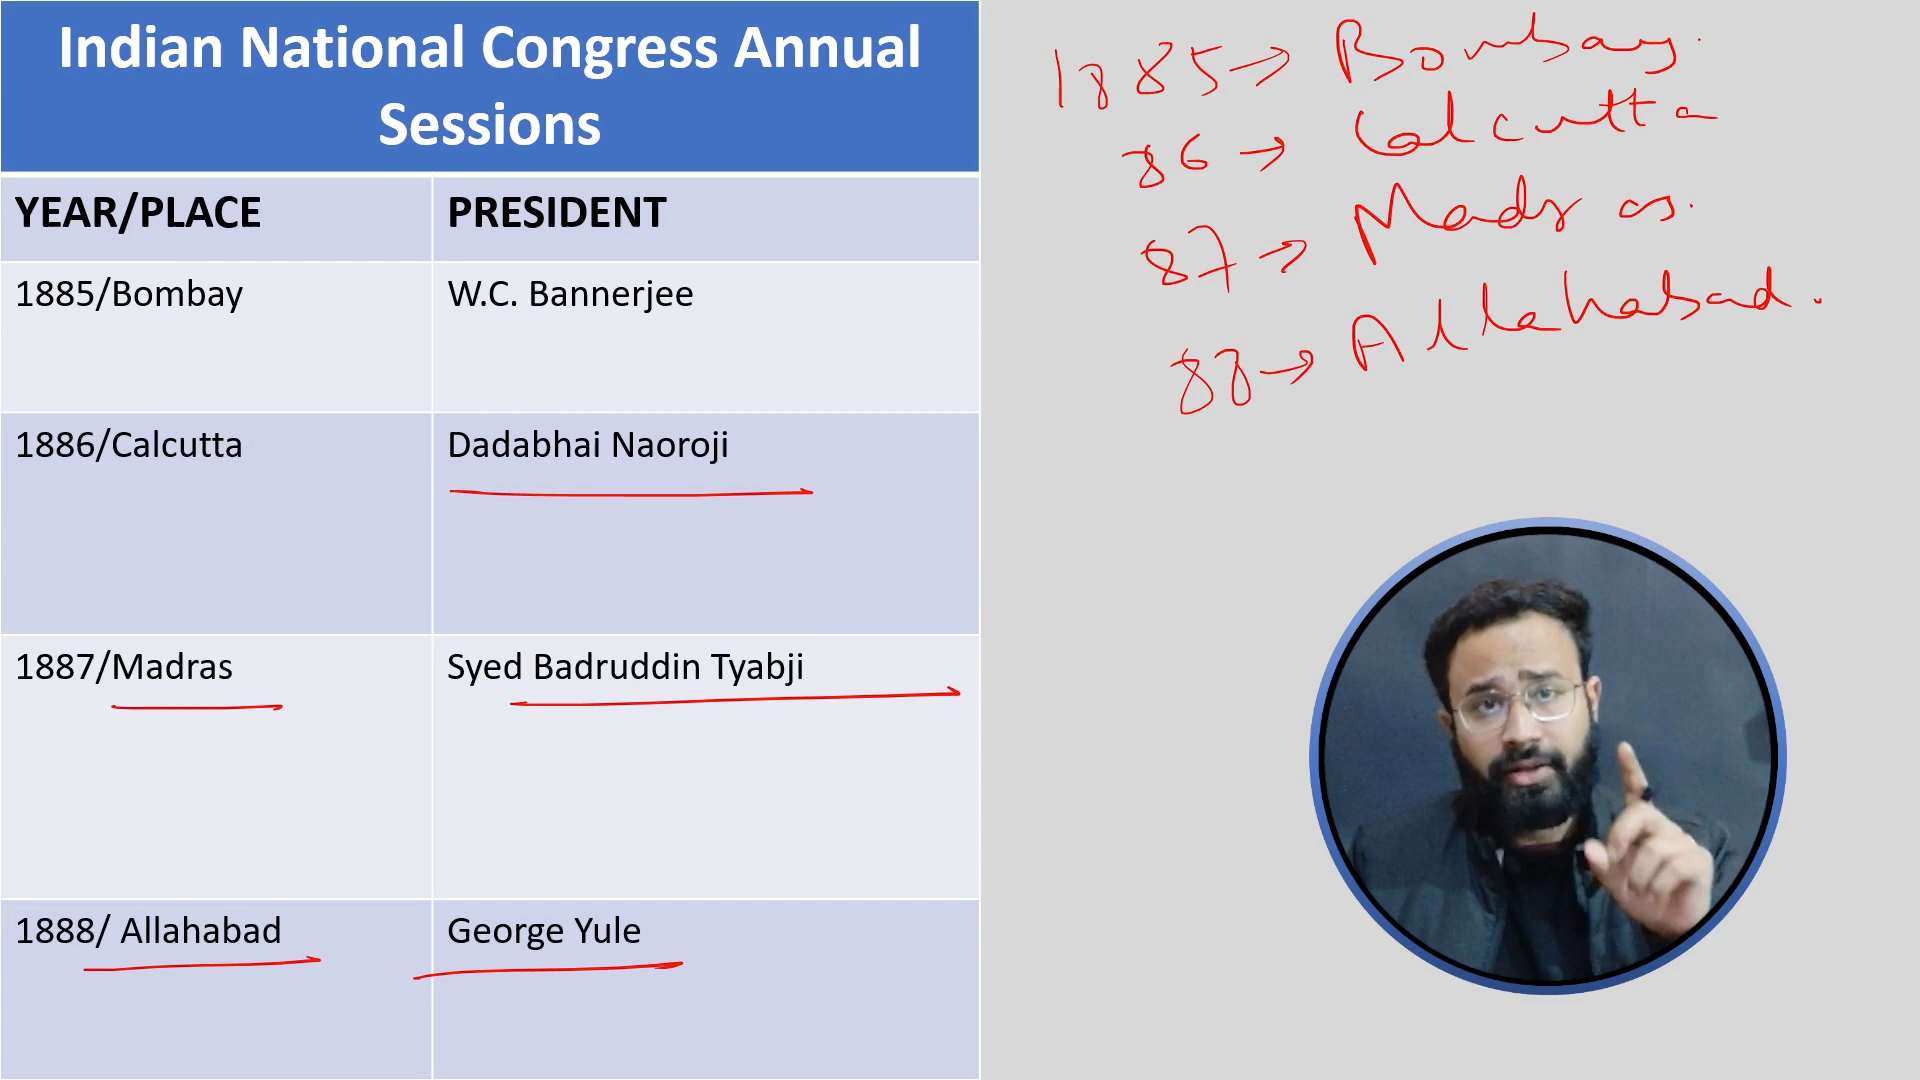 Indian National Congress Annual
Sessions
YEAR/PLACE PRESIDENT
1885/Bombay W.C. Bannerjee
1886/Calcutta Dadabhai Naoroji
1887/Madras Syed Badruddin Tyabji
1888/ Allahabad George Yule
1885→ Bombay.
86→ Calcutta
87→ Madras.
88→ Allahabad.